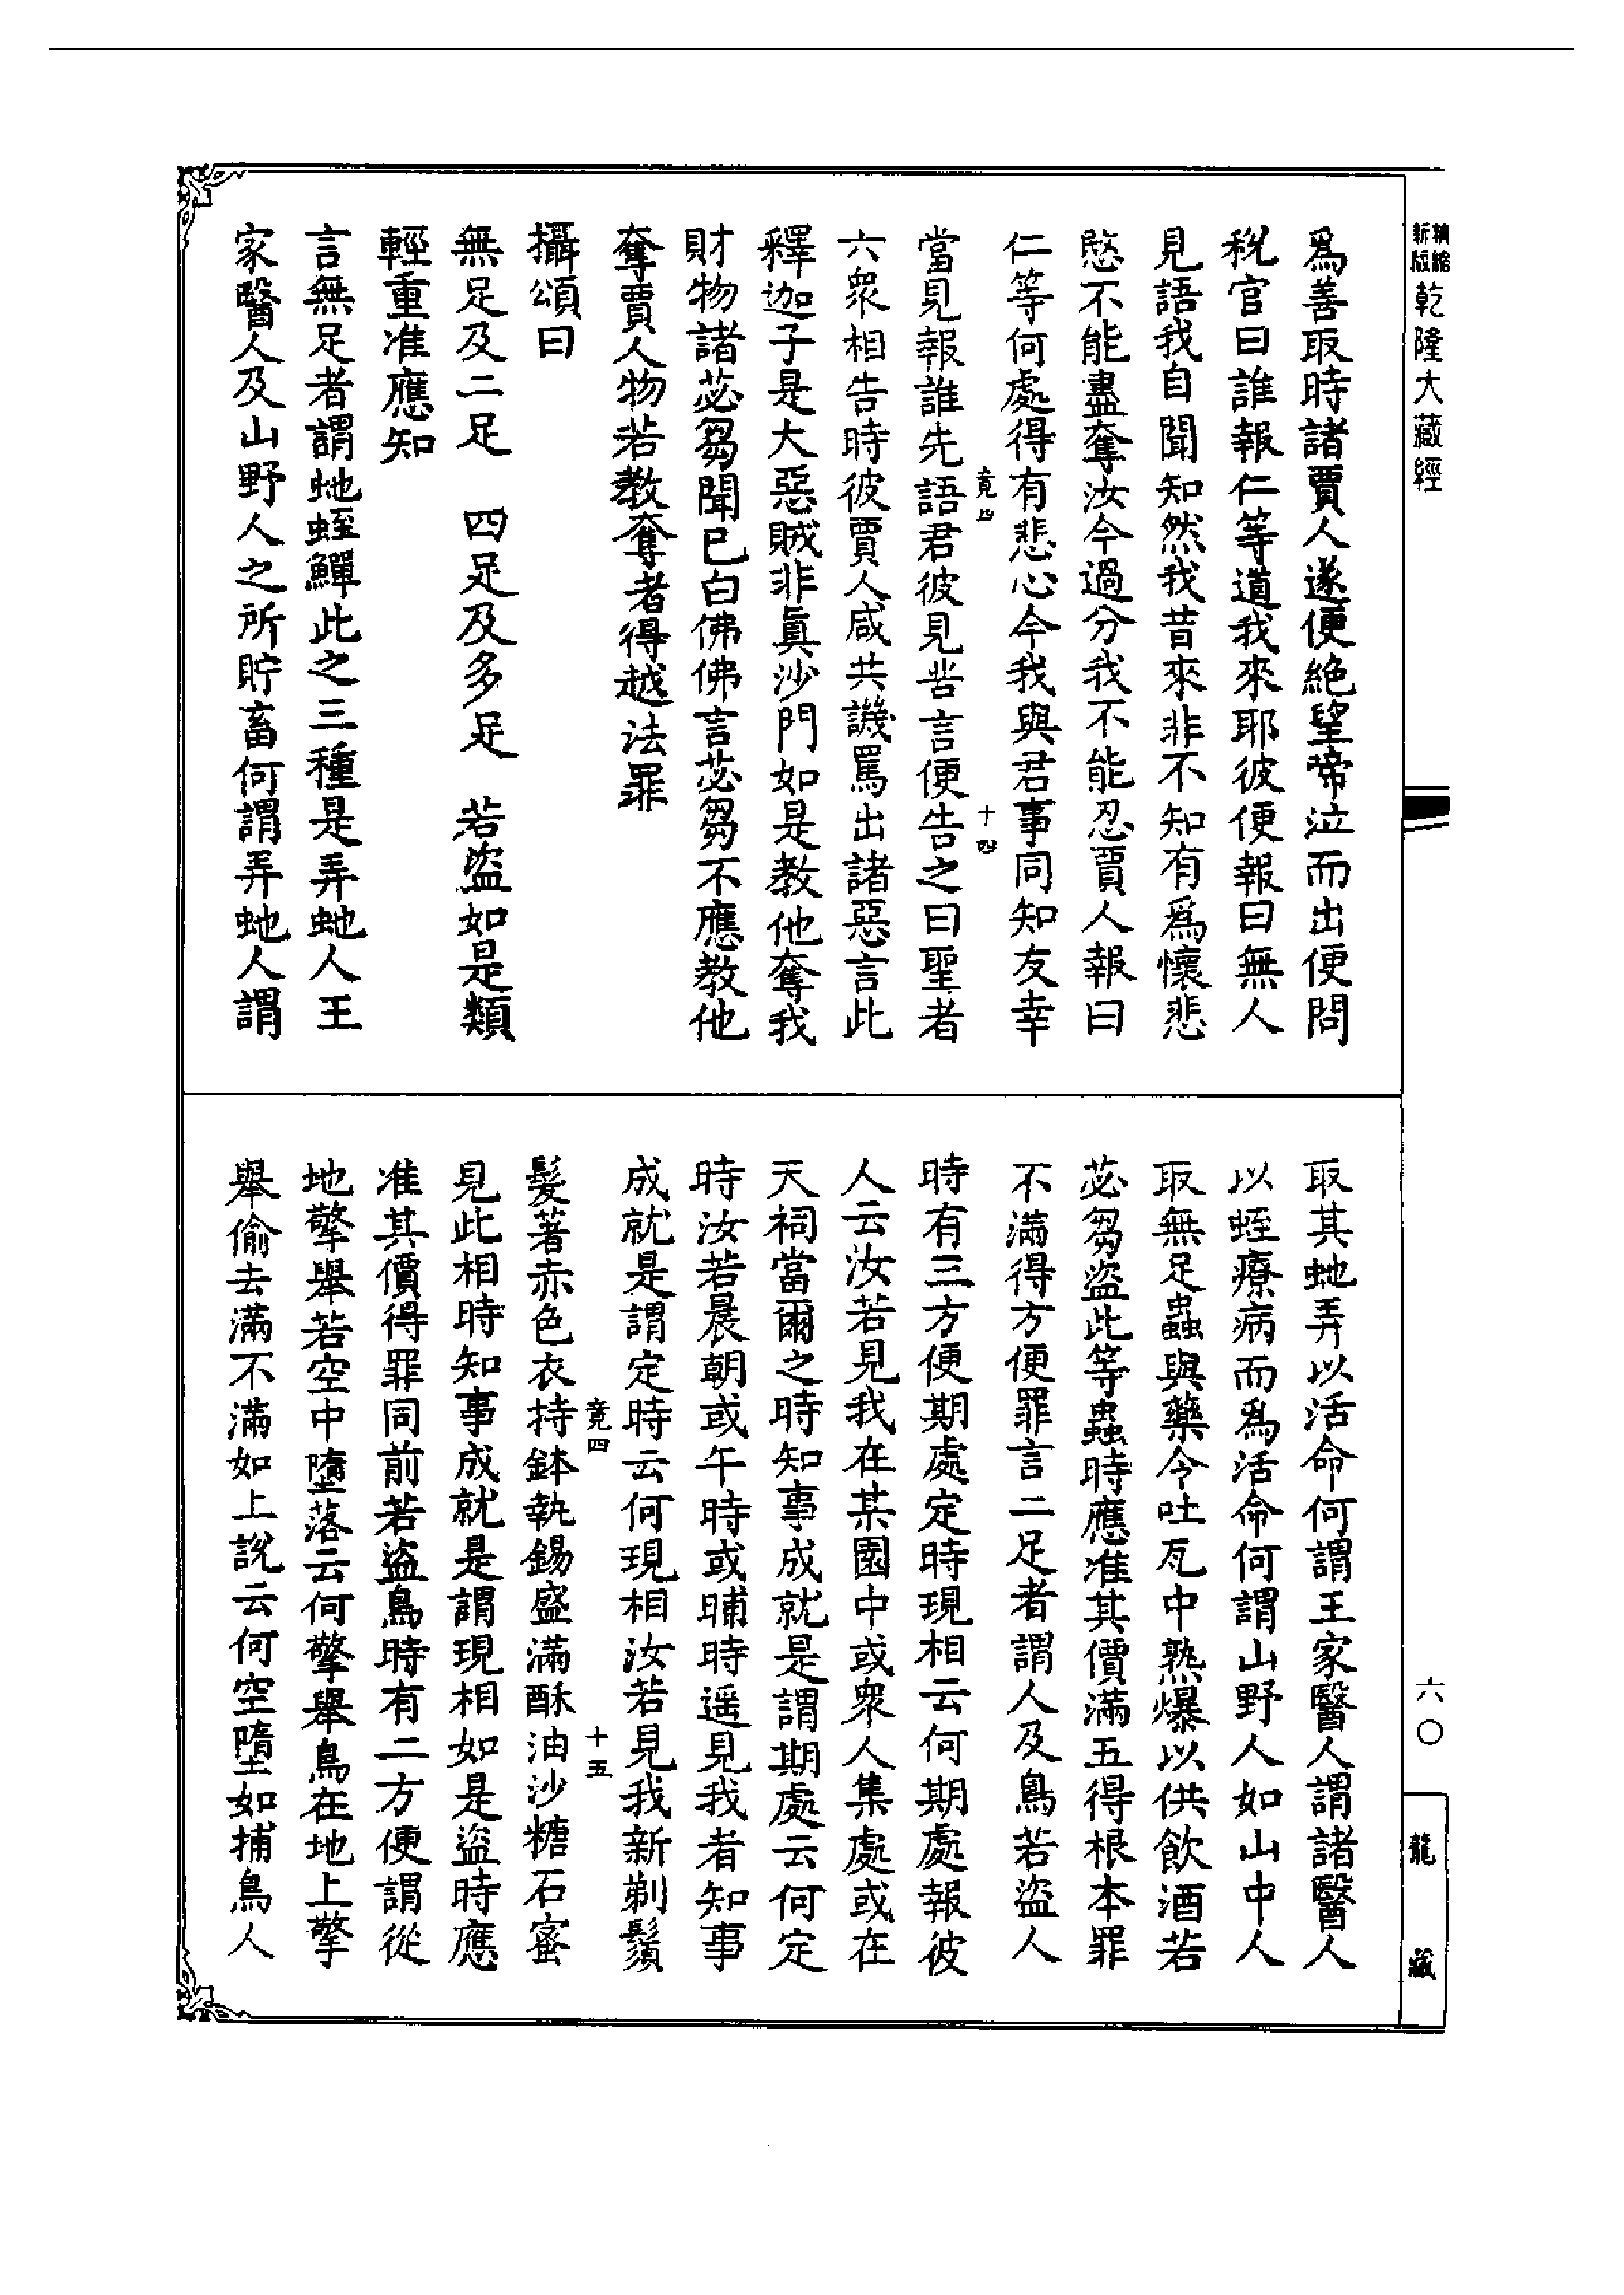 新版精縮乾隆大藏經
爲善取時諸賈人遂便絶望啼泣而出便問
稅官曰誰報仁等道我來耶彼便報曰無人
見語我自聞知然我昔來非不知有爲懷悲
愍不能盡奪汝今過分我不能忍賈人報曰
仁等何處得有悲心今我與君事同知友幸
竟四 十四
當見報誰先語君彼見苦言便告之曰聖者
六衆相告時彼賈人咸共譏罵出諸惡言此
釋迦子是大惡賊非眞沙門如是教他奪我
財物諸苾芻聞已白佛佛言苾芻不應教他
奪賈人物若教奪者得越法罪
攝頌曰
無足及二足 四足及多足 若盜如是類
輕重准應知
言無足者謂虵蛭鱓此之三種是弄虵人王
家醫人及山野人之所貯畜何謂弄虵人謂
取其虵弄以活命何謂王家醫人謂諸醫人
以蛭療病而爲活命何謂山野人如山中人
取無足蟲與藥令吐瓦中熟爆以供飲酒若
苾芻盜此等蟲時應准其價滿五得根本罪
不滿得方便罪言二足者謂人及鳥若盜人
時有三方便期處定時現相云何期處報彼
人云汝若見我在某園中或衆人集處或在
天祠當爾之時知事成就是謂期處云何定
時汝若晨朝或午時或晡時遥見我者知事
成就是謂定時云何現相汝若見我新剃鬚
竟四 十五
髮著赤色衣持鉢執錫盛滿酥油沙糖石蜜
見此相時知事成就是謂現相如是盜時應
准其價得罪同前若盜鳥時有二方便謂從
地擎舉若空中墮落云何擎舉鳥在地上擎
舉偷去滿不滿如上說云何空墮如捕鳥人
六〇
龍藏